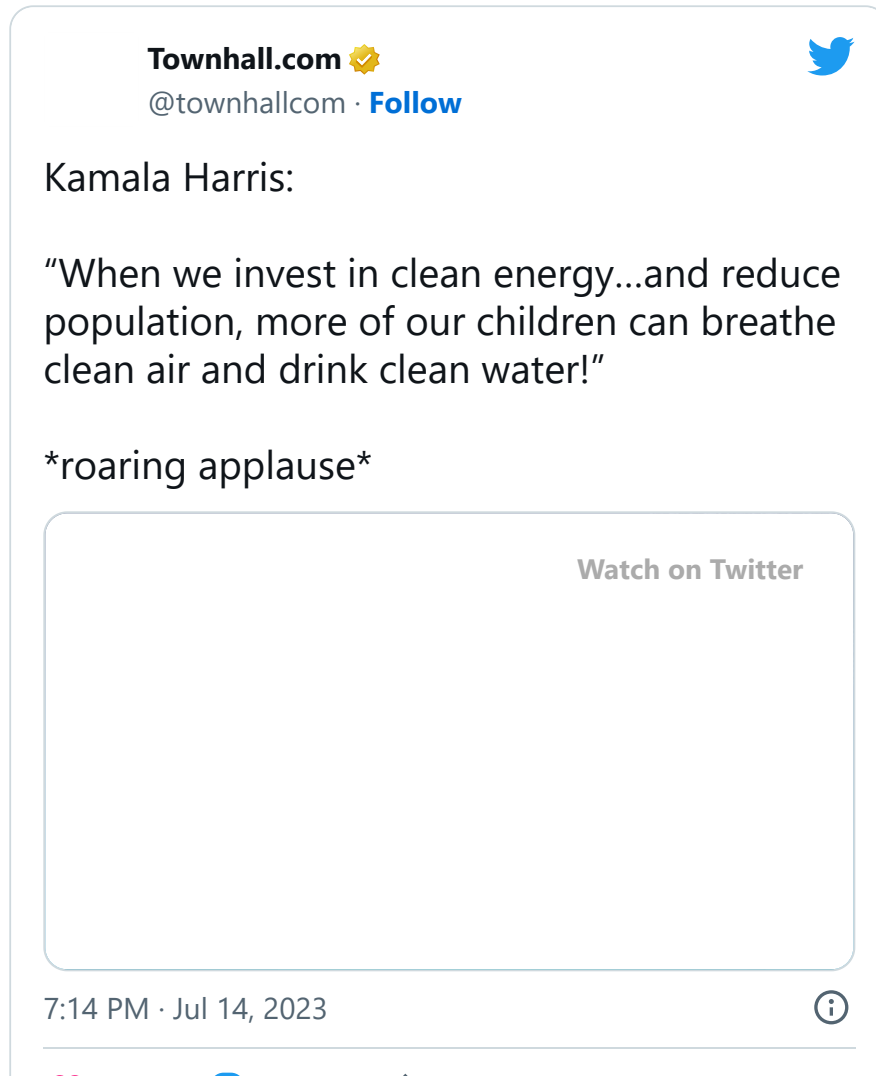 Townhall.com
@townhallcom · Follow
Kamala Harris:
“When we invest in clean energy...and reduce
population, more of our children can breathe
clean air and drink clean water!”
*roaring applause*
Watch on Twitter
7:14 PM · Jul 14, 2023